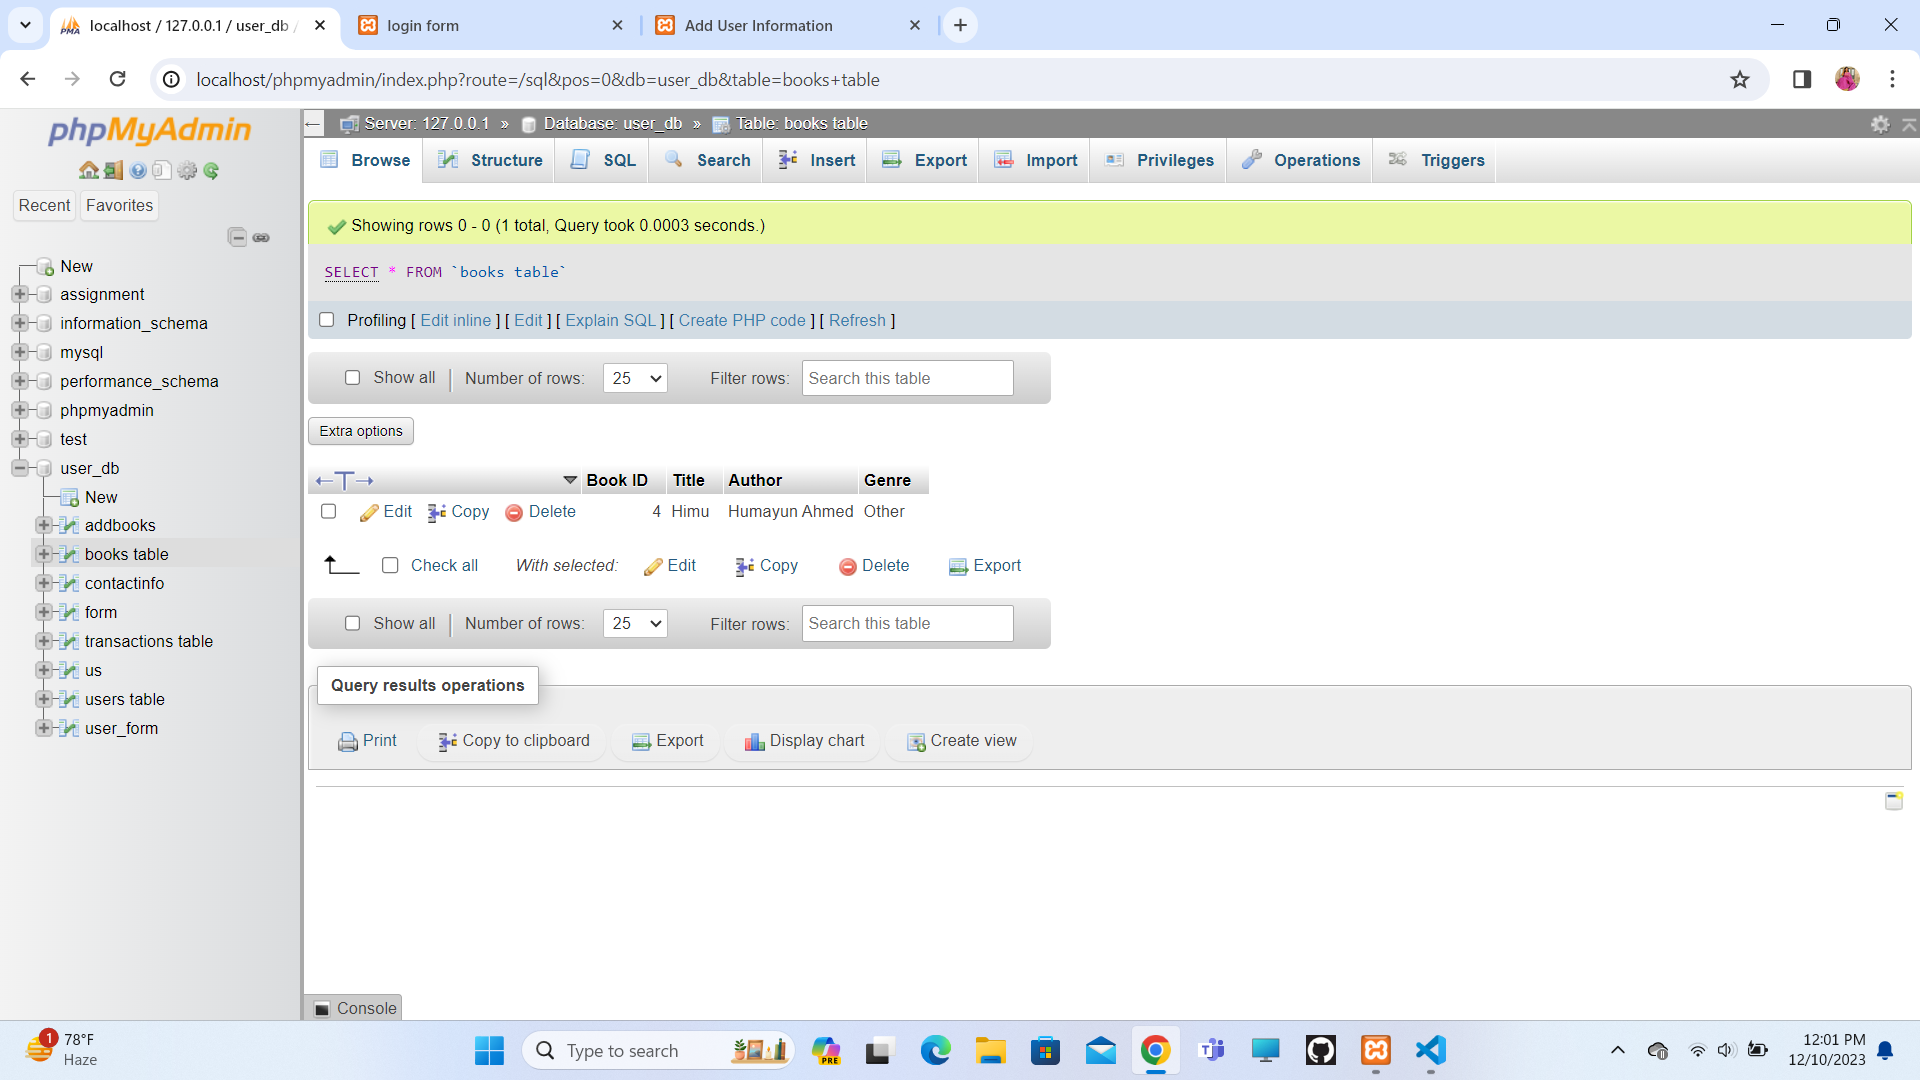 localhost / 127.0.0.1 / user_db /
login form
Add User Information
localhost/phpmyadmin/index.php?route=/sql&pos=0&db=user_db&table=books+table
phpMyAdmin
Recent Favorites
New
assignment
information_schema
mysql
performance_schema
phpmyadmin
test
user_db
New
addbooks
books table
contactinfo
form
transactions table
us
users table
user_form
Server: 127.0.0.1 » Database: user_db » Table: books table
Browse Structure SQL Search Insert Export Import Privileges Operations Triggers
Showing rows 0 - 0 (1 total, Query took 0.0003 seconds.)
SELECT * FROM `books table`
Profiling [ Edit inline ] [ Edit ] [ Explain SQL ] [ Create PHP code ] [ Refresh ]
Show all | Number of rows: 25 Filter rows: Search this table
Extra options
←T→ Book ID Title Author Genre
Edit Copy Delete 4 Himu Humayun Ahmed Other
Check all With selected: Edit Copy Delete Export
Show all | Number of rows: 25 Filter rows: Search this table
Query results operations
Print Copy to clipboard Export Display chart Create view
Console
1
78°F
Haze
Type to search
PRE
12:01 PM
12/10/2023